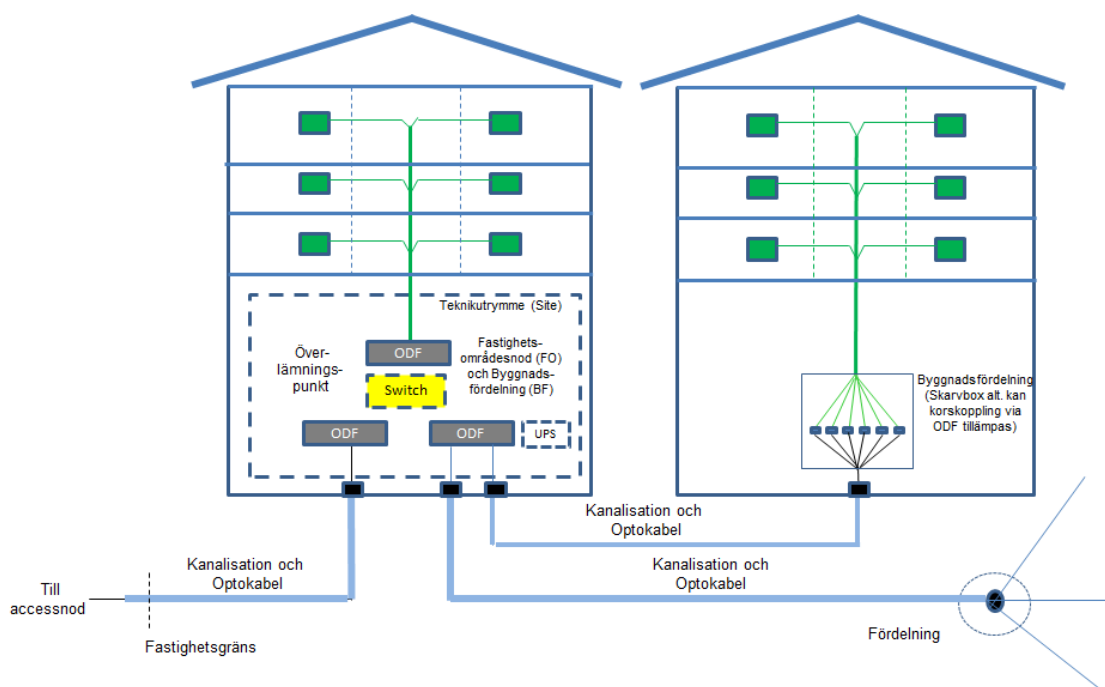 Teknikutrymme (Site)
ODF
Över-
lämnings-
punkt
Fastighets-
områdesnod (FO)
och Byggnads-
fördelning (BF)
Switch
ODF
ODF
UPS
Byggnadsfördelning
(Skarvbox alt. kan
korskoppling via
ODF tillämpas)
Kanalisation och
Optokabel
Kanalisation och
Optokabel
Kanalisation och
Optokabel
Till
accessnod
Fastighetsgräns
Fördelning